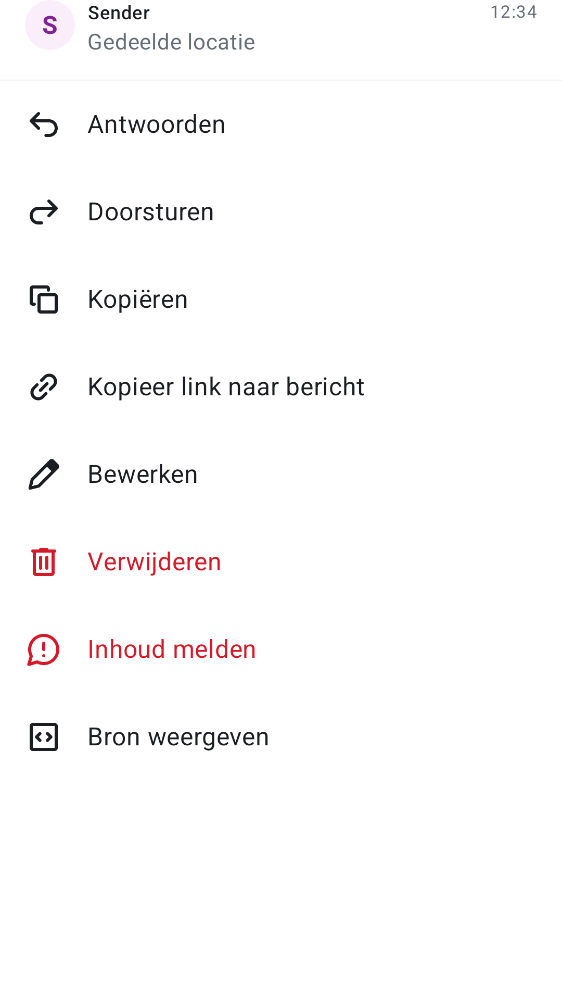 S
Sender
12:34
Gedeelde locatie
Antwoorden
Doorsturen
Kopiëren
Kopieer link naar bericht
Bewerken
Verwijderen
Inhoud melden
Bron weergeven